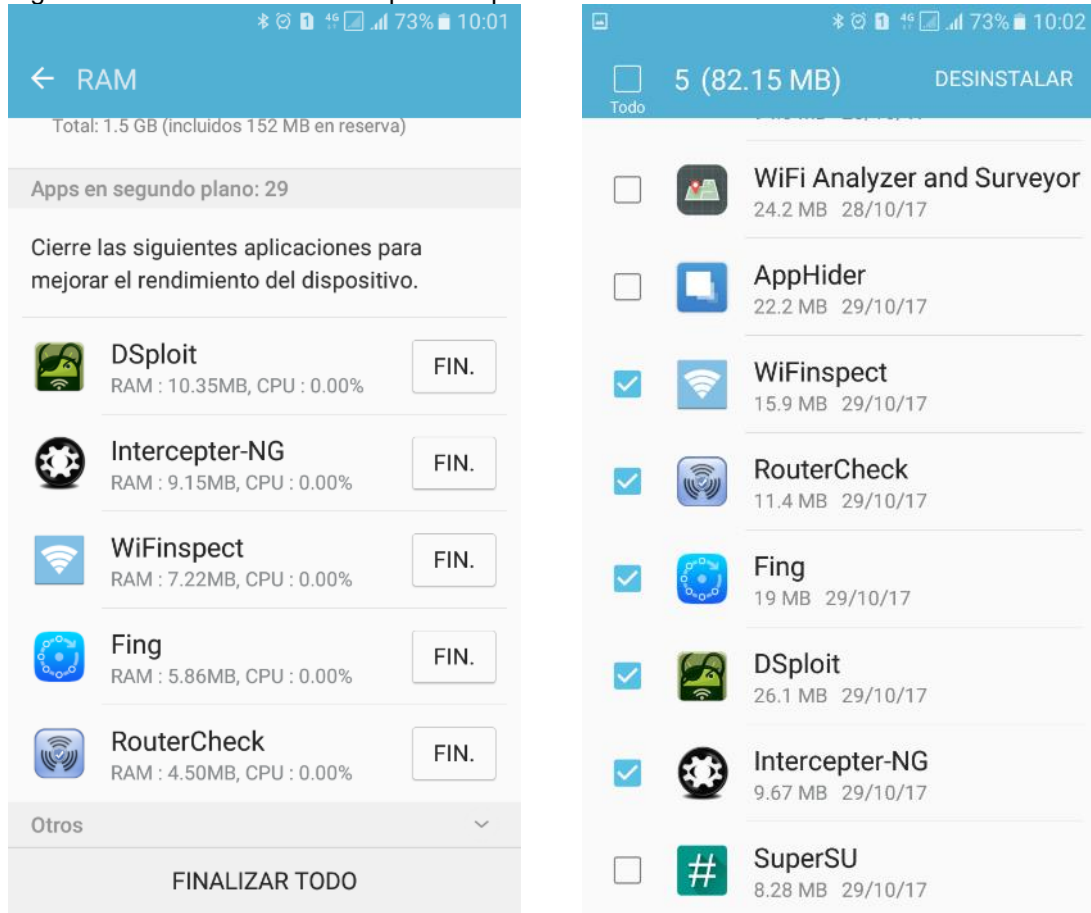 73% 10:01
RAM
Total: 1.5 GB (incluidos 152 MB en reserva)
Apps en segundo plano: 29
Cierre las siguientes aplicaciones para
mejorar el rendimiento del dispositivo.
DSploit
RAM : 10.35MB, CPU : 0.00%
FIN.
Intercepter-NG
RAM : 9.15MB, CPU : 0.00%
FIN.
WiFinspect
RAM : 7.22MB, CPU : 0.00%
FIN.
Fing
RAM : 5.86MB, CPU : 0.00%
FIN.
RouterCheck
RAM : 4.50MB, CPU : 0.00%
FIN.
Otros
FINALIZAR TODO
1 4G 73% 10:02
Todo
5 (82.15 MB)
DESINSTALAR
WiFi Analyzer and Surveyor
24.2 MB 28/10/17
AppHider
22.2 MB 29/10/17
WiFinspect
15.9 MB 29/10/17
RouterCheck
11.4 MB 29/10/17
Fing
19 MB 29/10/17
DSploit
26.1 MB 29/10/17
Intercepter-NG
9.67 MB 29/10/17
#
SuperSU
8.28 MB 29/10/17